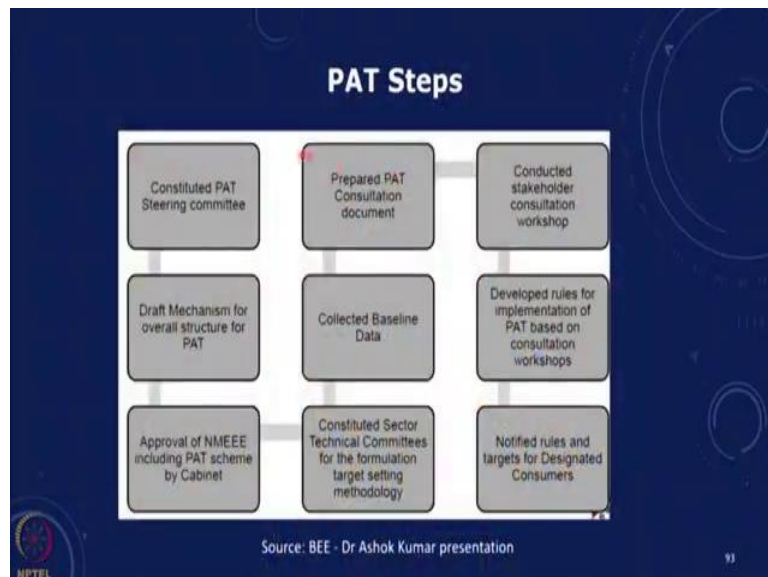 PAT Steps
Constituted PAT
Steering committee
Draft Mechanism for
overall structure for
PAT
Approval of NMEEE
including PAT scheme
by Cabinet
Constituted Sector
Technical Committees
for the formulation
target setting
methodology
Collected Baseline
Data
Prepared PAT
Consultation
document
Conducted
stakeholder
consultation
workshop
Developed rules for
implementation of
PAT based on
consultation
workshops
Notified rules and
targets for Designated
Consumers
Source: BEE - Dr Ashok Kumar presentation
93
NPTEL